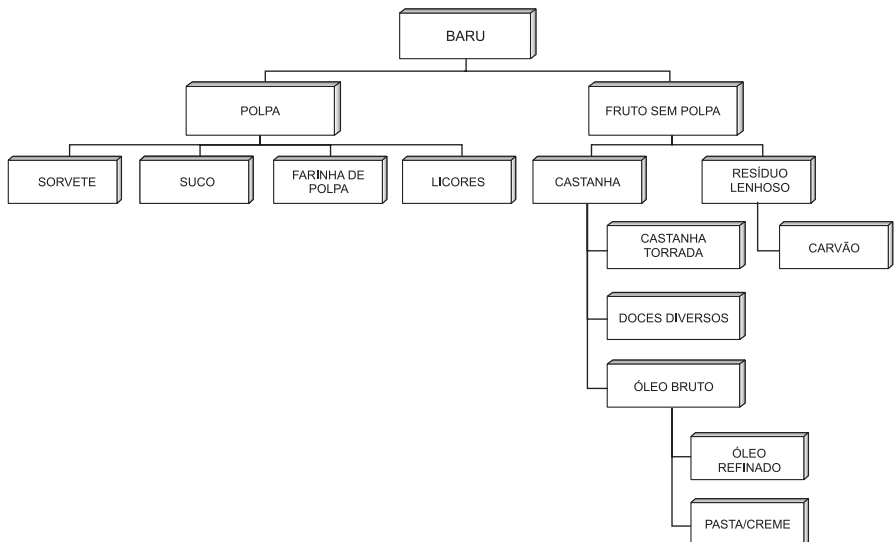 BARU
POLPA
FRUTO SEM POLPA
SORVETE
SUCO
FARINHA DE
POLPA
LICORES
CASTANHA
RESÍDUO
LENHOSO
CASTANHA
TORRADA
CARVÃO
DOCES DIVERSOS
ÓLEO BRUTO
ÓLEO
REFINADO
PASTA/CREME